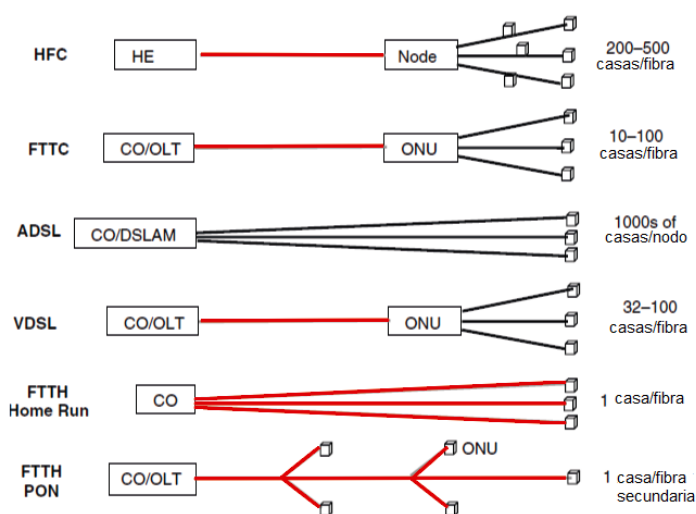 HFC
HE
Node
200–500
casas/fibra
FTTC
CO/OLT
ONU
10–100
casas/fibra
ADSL
CO/DSLAM
1000s of
casas/nodo
VDSL
CO/OLT
ONU
32–100
casas/fibra
FTTH
Home Run
CO
1 casa/fibra
FTTH
PON
CO/OLT
ONU
1 casa/fibra
secundaria